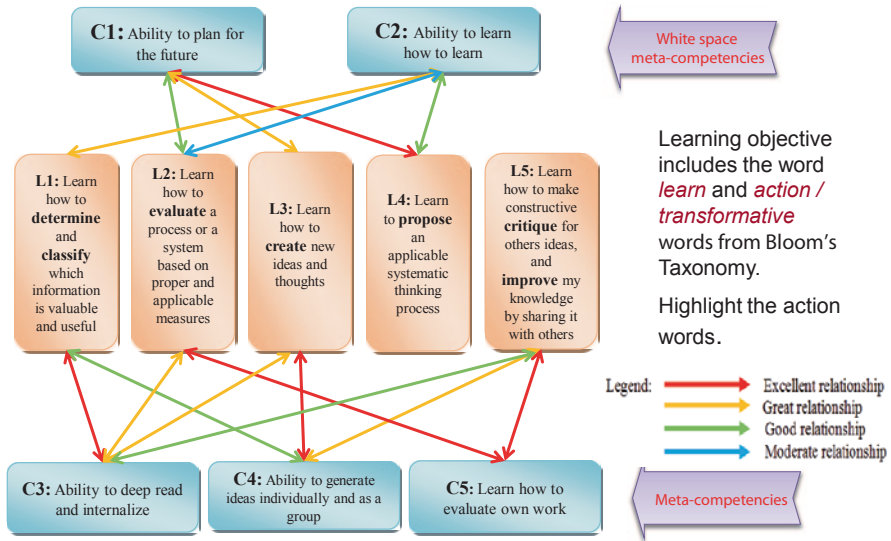 C1: Ability to plan for
the future
C2: Ability to learn
how to learn
White space
meta-competencies
L1: Learn
how to
determine
and
classify
which
information
is valuable
and useful
L2: Learn
how to
evaluate a
process or a
system
based on
proper and
applicable
measures
L3: Learn
how to
create new
ideas and
thoughts
L4: Learn
to propose
an
applicable
systematic
thinking
process
L5: Learn
how to make
constructive
critique for
others ideas,
and
improve my
knowledge
by sharing it
with others
Learning objective
includes the word
learn and action /
transformative
words from Bloom's
Taxonomy.
Highlight the action
words.
Legend:
Excellent relationship
Great relationship
Good relationship
Moderate relationship
C3: Ability to deep read
and internalize
C4: Ability to generate
ideas individually and as a
group
C5: Learn how to
evaluate own work
Meta-competencies